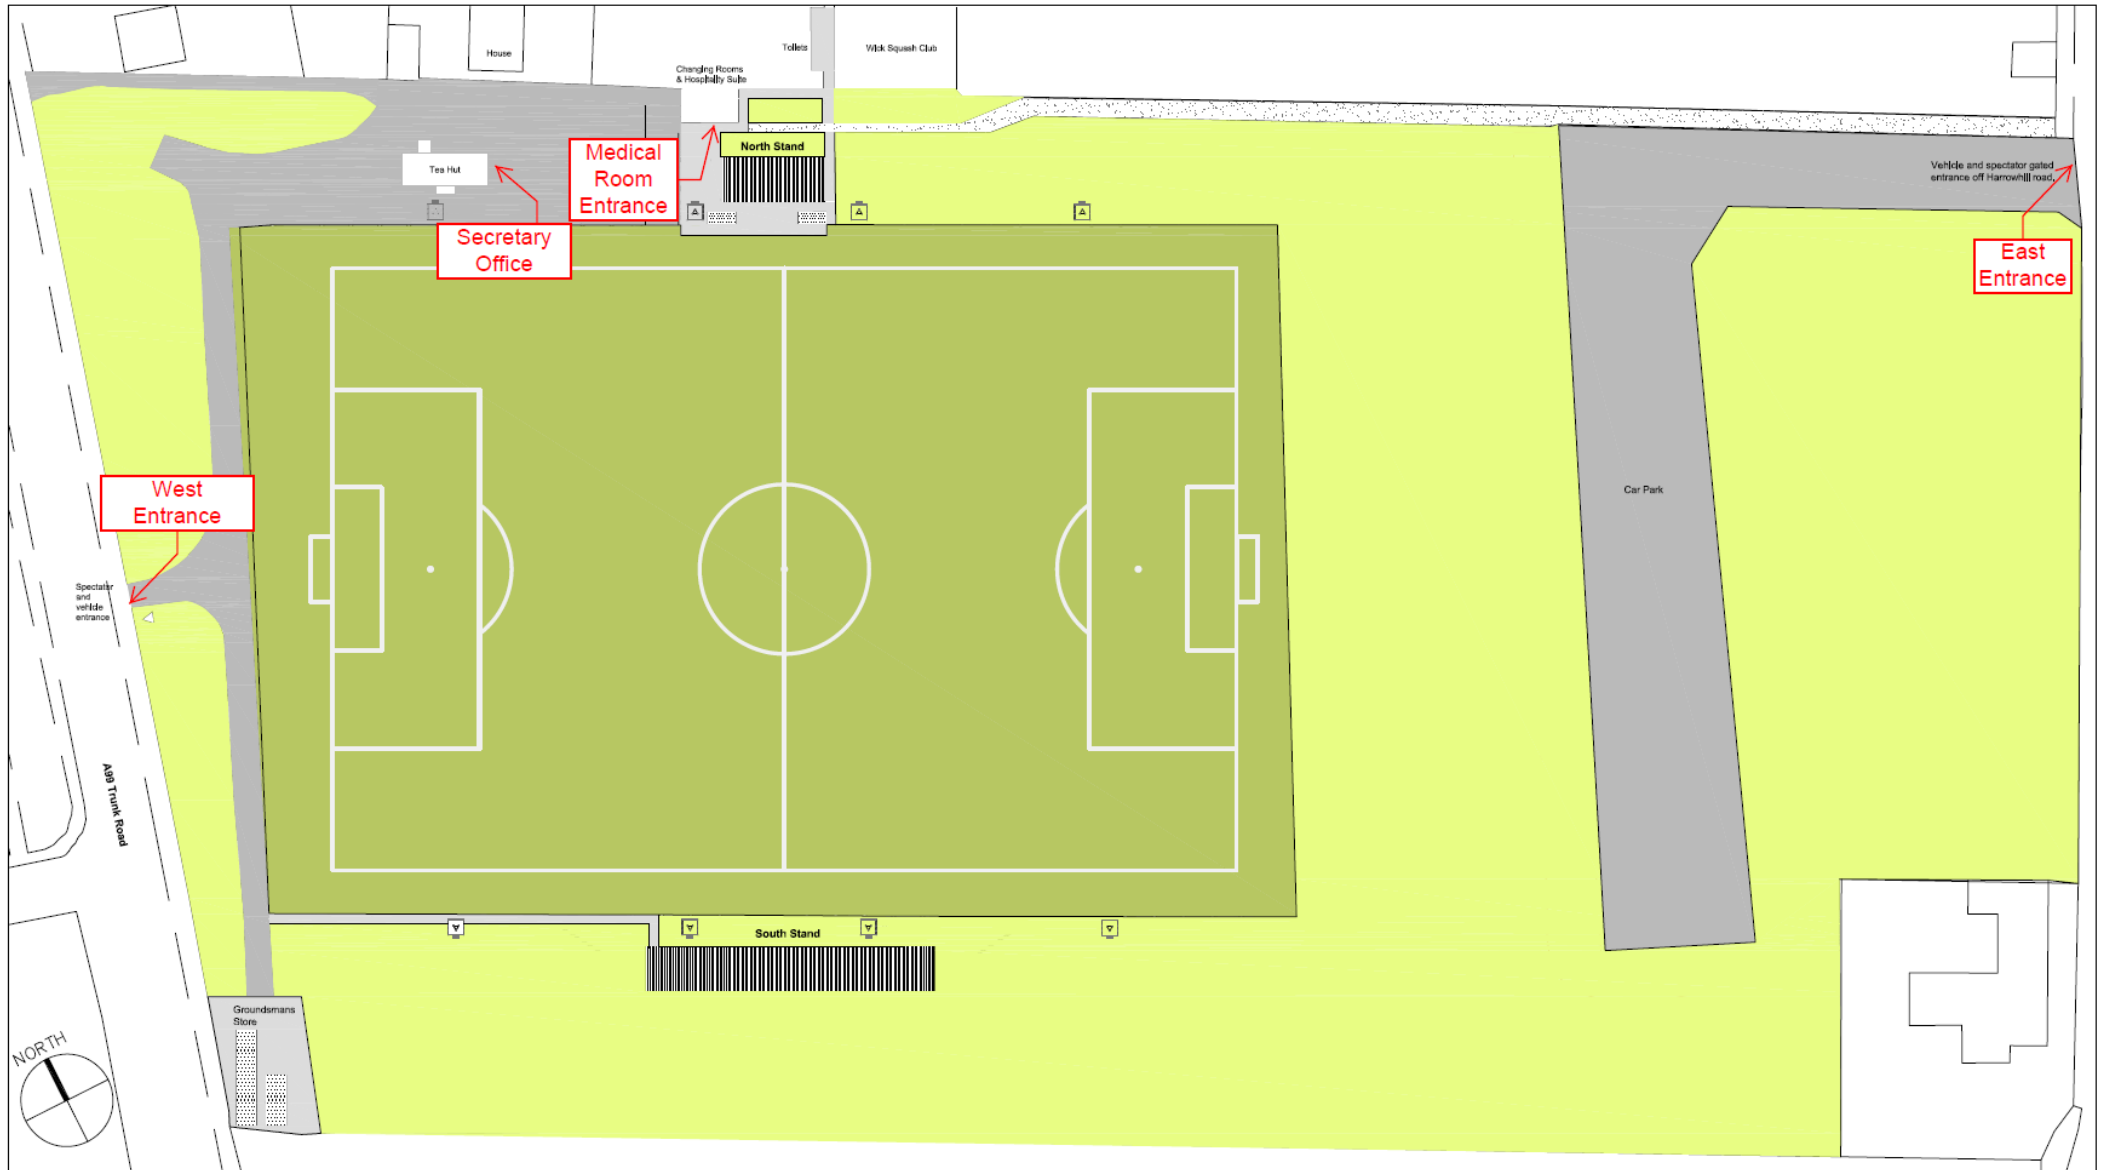 House
Toilets
Wick Squash Club
Changing Rooms
& Hospitality Suite
North Stand
Medical
Room
Entrance
Tea Hut
Vehicle and spectator gated
entrance off Harrowhill road,
Secretary
Office
East
Entrance
West
Entrance
Car Park
Spectator
and
vehicle
entrance
A99 Trunk Road
South Stand
Groundsmans
Store
NORTH